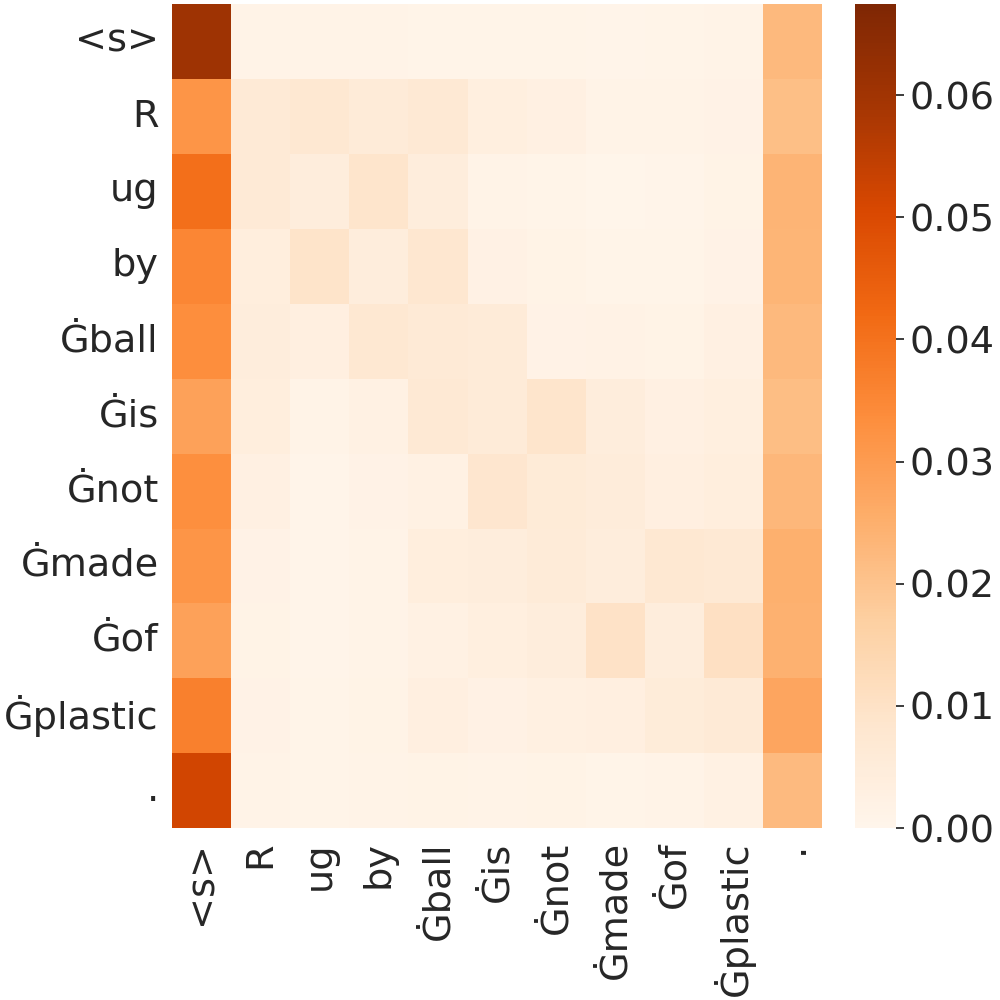 <s>
R
ug
by
Ġball
Ġis
Ġnot
Ġmade
Ġof
Ġplastic
.
<s>
R
ug
by
Ġball
Ġis
Ġnot
Ġmade
Ġof
Ġplastic
.
0.06
0.05
0.04
0.03
0.02
0.01
0.00